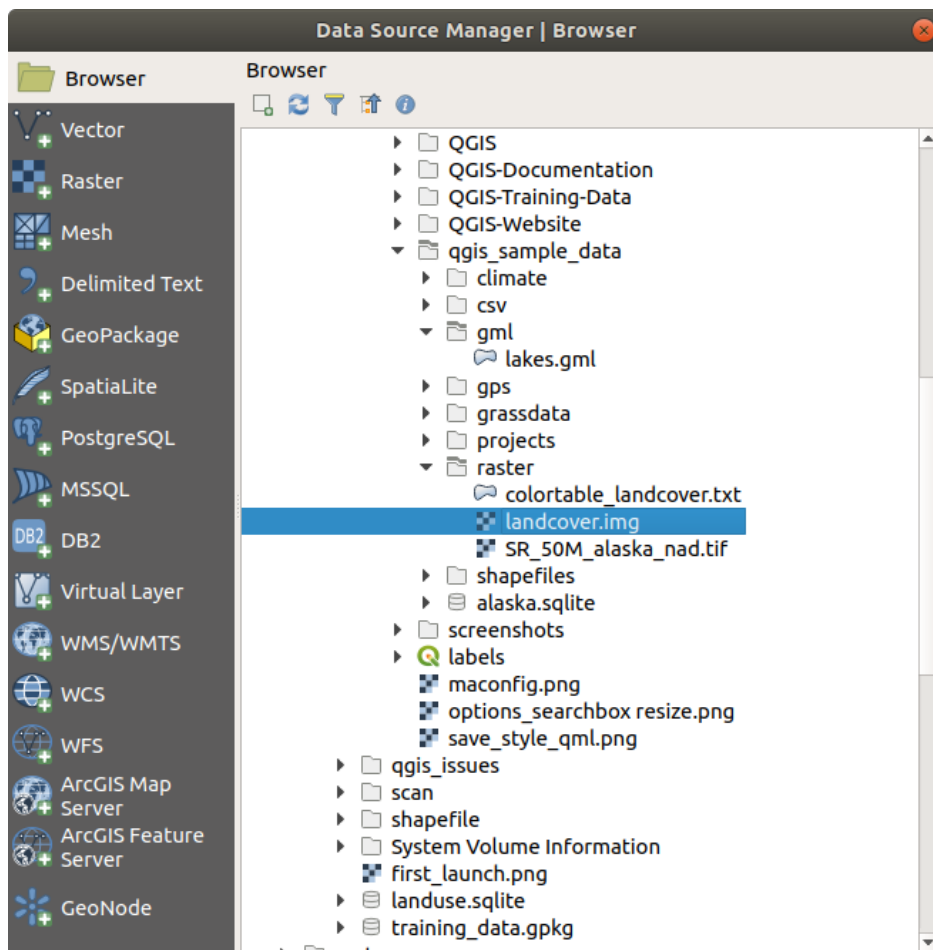 Data Source Manager | Browser
Browser
Vector
Raster
Mesh
Delimited Text
GeoPackage
SpatiaLite
PostgreSQL
MSSQL
DB2
DB2
Virtual Layer
WMS/WMTS
WCS
WFS
ArcGIS Map
Server
ArcGIS Feature
Server
GeoNode
Browser
QGIS
QGIS-Documentation
QGIS-Training-Data
QGIS-Website
qgis_sample_data
climate
csv
gml
lakes.gml
gps
grassdata
projects
raster
colortable_landcover.txt
landcover.img
SR_50M_alaska_nad.tif
shapefiles
alaska.sqlite
screenshots
labels
maconfig.png
options_searchbox resize.png
save_style_qml.png
qgis_issues
scan
shapefile
System Volume Information
first_launch.png
landuse.sqlite
training_data.gpkg